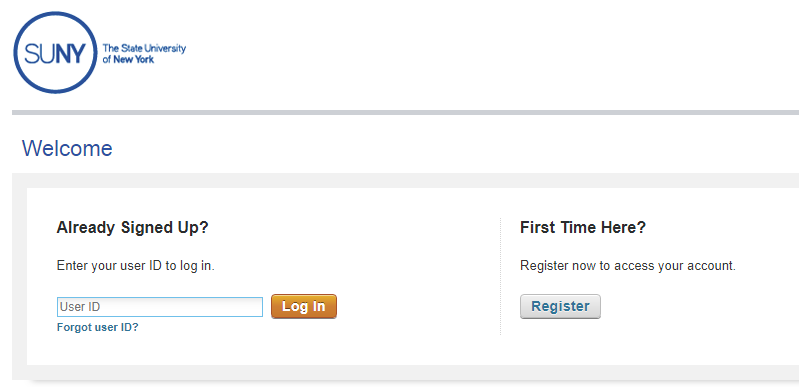 SUNY
The State University
of New York
Welcome
Already Signed Up?
Enter your user ID to log in.
User ID
Log In
Forgot user ID?
First Time Here?
Register now to access your account.
Register